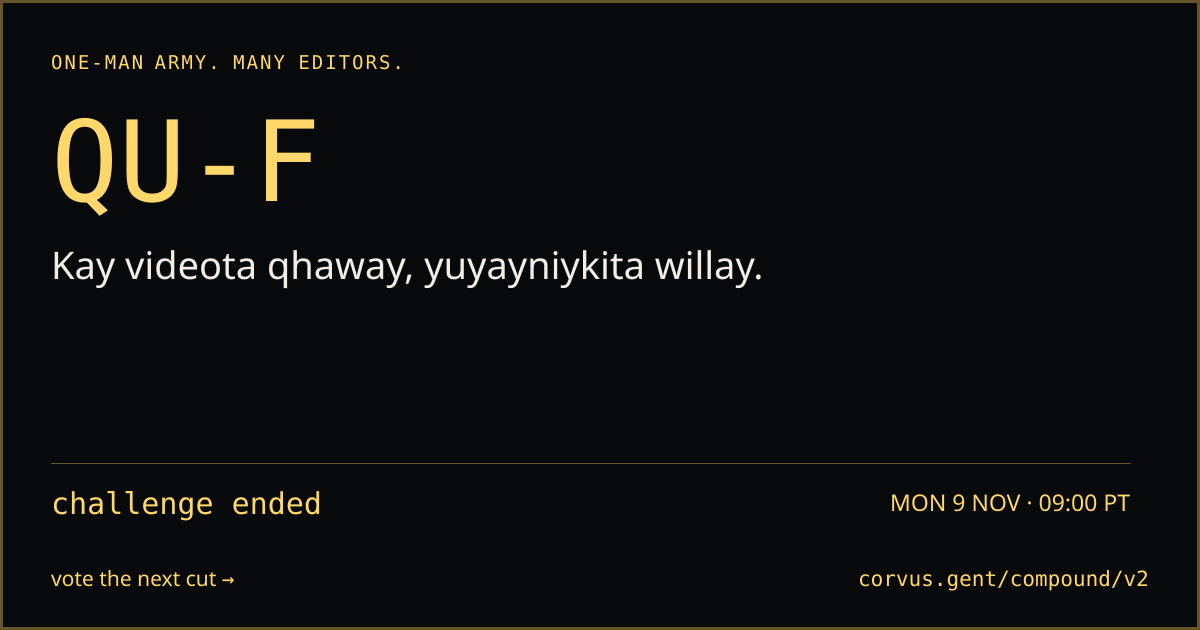 ONE-MAN ARMY. MANY EDITORS.
QU-F
Kay videota qhaway, yuyayniykita willay.
challenge ended
MON 9 NOV · 09:00 PT
vote the next cut →
corvus.gent/compound/v2